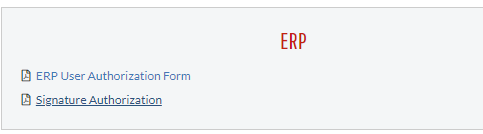 ERP
ERP User Authorization Form
Signature Authorization